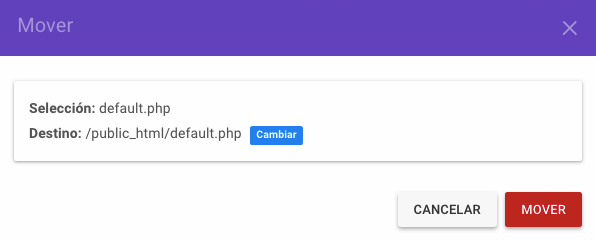 Mover
Selección: default.php
Destino: /public_html/default.php Cambiar
CANCELAR MOVER